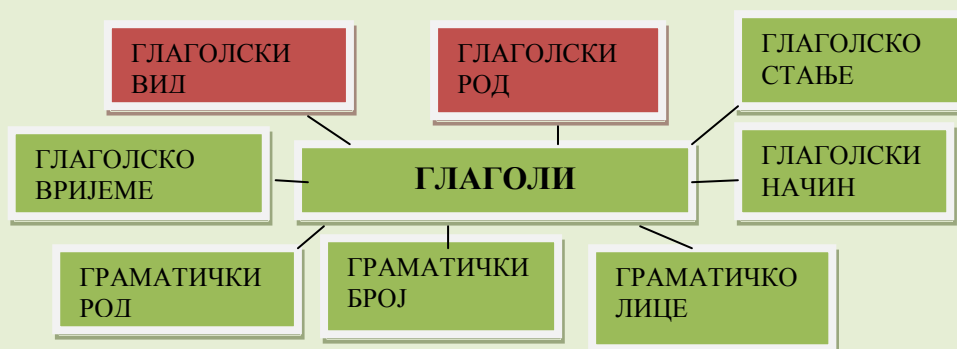 ГЛАГОЛСКИ
ВИД
ГЛАГОЛСКИ
РОД
ГЛАГОЛСКО
СТАЊЕ
ГЛАГОЛСКО
ВРИЈЕМЕ
ГЛАГОЛИ
ГЛАГОЛСКИ
НАЧИН
ГРАМАТИЧКИ
РОД
ГРАМАТИЧКИ
БРОЈ
ГРАМАТИЧКО
ЛИЦЕ